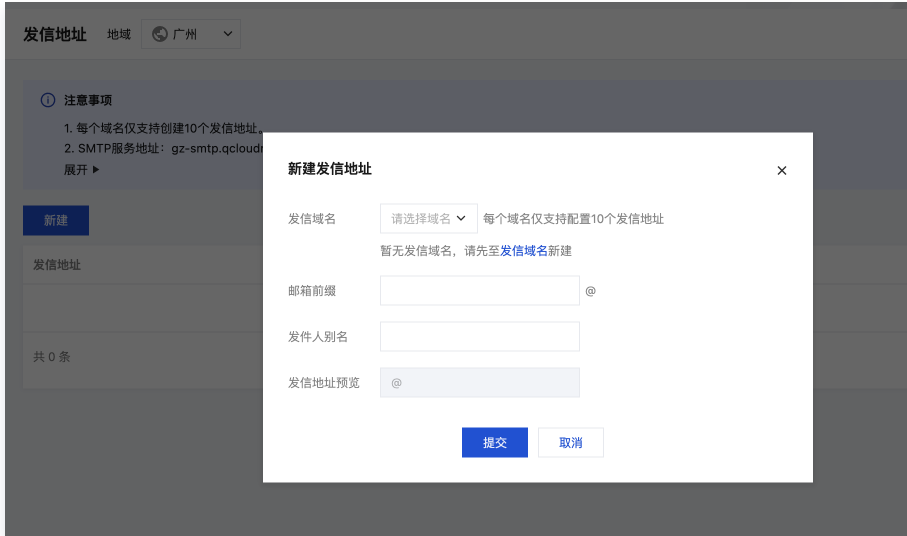 发信地址 地域 广州
注意事项
1. 每个域名仅支持创建10个发信地址。
2. SMTP服务地址：gz-smtp.qcloudr
展开
新建
发信地址
共 0 条
新建发信地址
发信域名 请选择域名 每个域名仅支持配置10个发信地址
暂无发信域名，请先至发信域名新建
邮箱前缀 @
发件人别名
发信地址预览 @
提交 取消